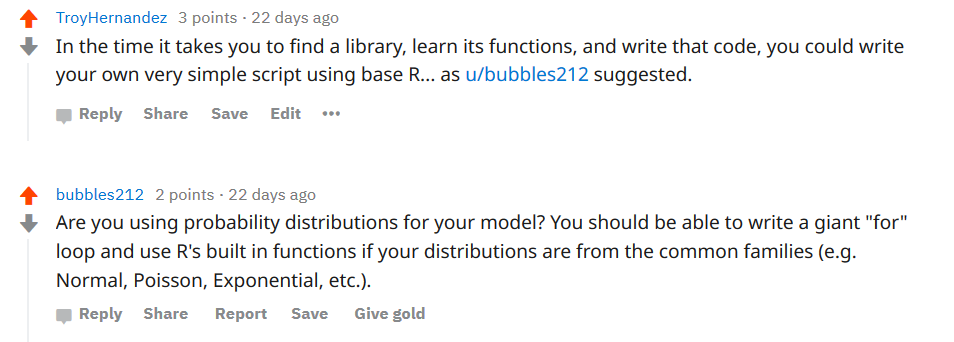 TroyHernandez 3 points · 22 days ago
In the time it takes you to find a library, learn its functions, and write that code, you could write
your own very simple script using base R... as u/bubbles212 suggested.
Reply Share Save Edit •••
bubbles212 2 points · 22 days ago
Are you using probability distributions for your model? You should be able to write a giant "for"
loop and use R's built in functions if your distributions are from the common families (e.g.
Normal, Poisson, Exponential, etc.).
Reply Share Report Save Give gold